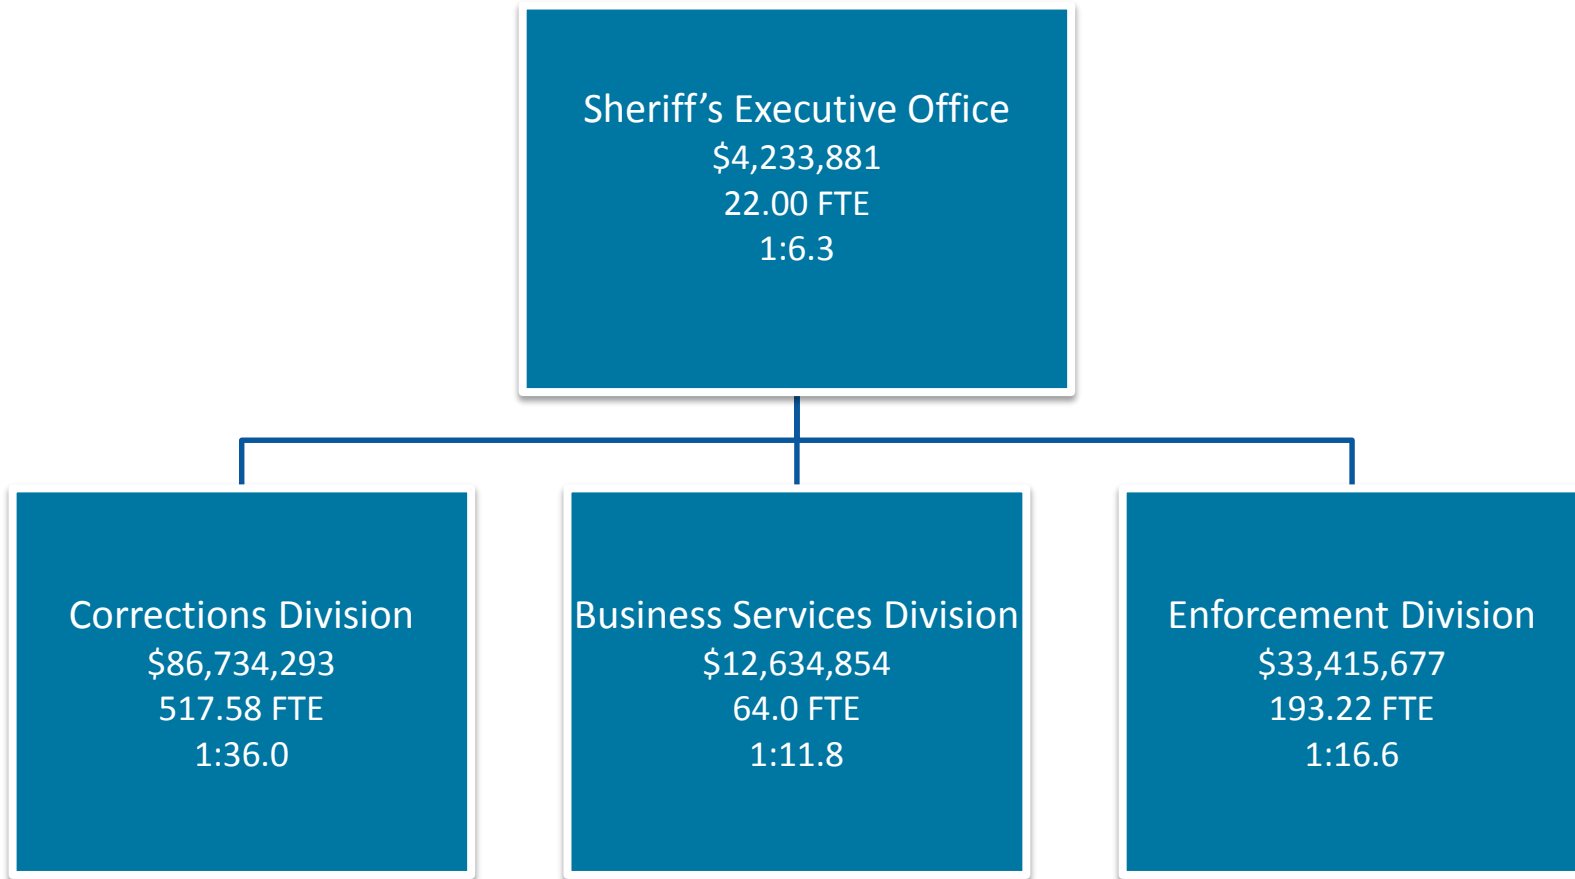 Sheriff’s Executive Office
$4,233,881
22.00 FTE
1:6.3
Corrections Division
$86,734,293
517.58 FTE
1:36.0
Business Services Division
$12,634,854
64.0 FTE
1:11.8
Enforcement Division
$33,415,677
193.22 FTE
1:16.6